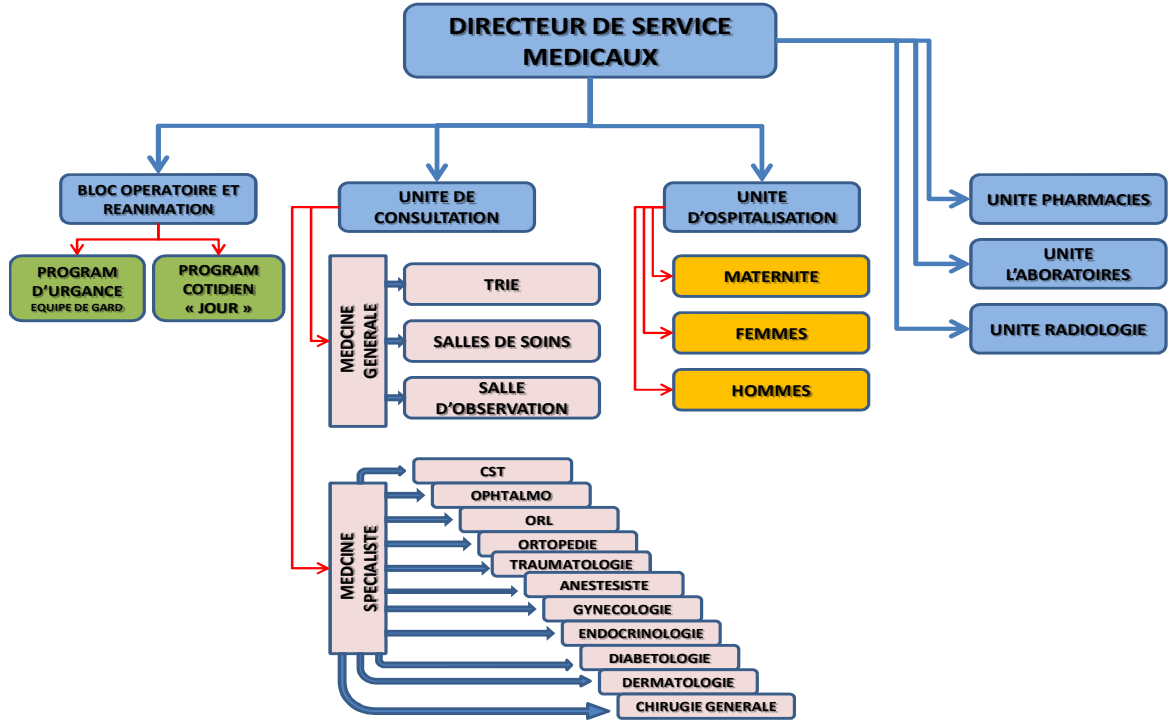 DIRECTEUR DE SERVICE
MEDICAUX
BLOC OPERATOIRE ET
REANIMATION
UNITE DE
CONSULTATION
UNITE
D'OSPITALISATION
UNITE PHARMACIES
UNITE
L'ABORATOIRES
UNITE RADIOLOGIE
PROGRAM
D'URGANCE
EQUIPE DE GARD
PROGRAM
COTIDIEN
« JOUR »
MEDCINE
GENERALE
TRIE
SALLES DE SOINS
SALLE
D'OBSERVATION
MATERNITE
FEMMES
HOMMES
MEDCINE
SPECIALISTE
CST
OPHTALMO
ORL
ORTOPEDIE
TRAUMATOLOGIE
ANESTESISTE
GYNECOLOGIE
ENDOCRINOLOGIE
DIABETOLOGIE
DERMATOLOGIE
CHIRUGIE GENERALE